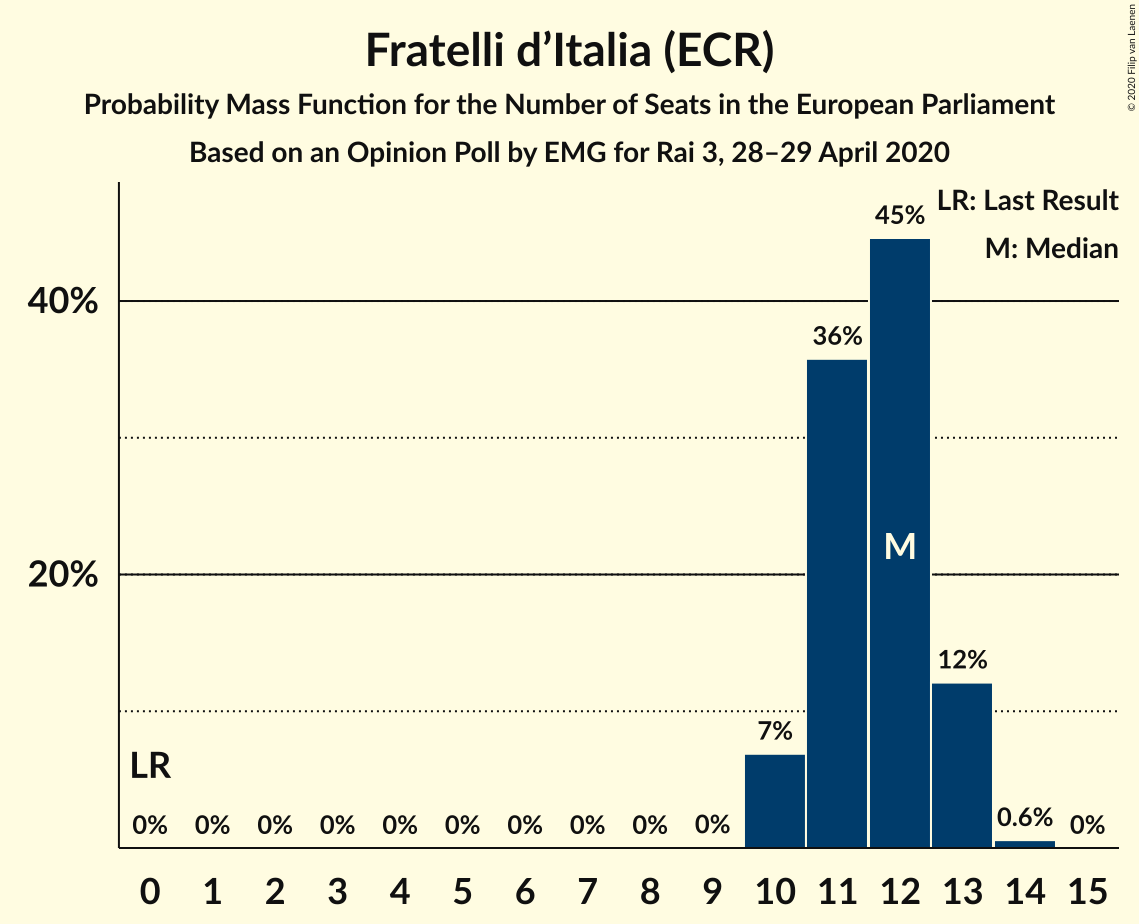 Fratelli d’Italia (ECR)
Probability Mass Function for the Number of Seats in the European Parliament
Based on an Opinion Poll by EMG for Rai 3, 28–29 April 2020
© 2020 Filip van Laenen
LR: Last Result
M: Median
40%
20%
45%
36%
M
12%
7%
LR
0% 0% 0% 0% 0% 0% 0% 0% 0% 0% 0.6% 0%
0 1 2 3 4 5 6 7 8 9 10 11 12 13 14 15